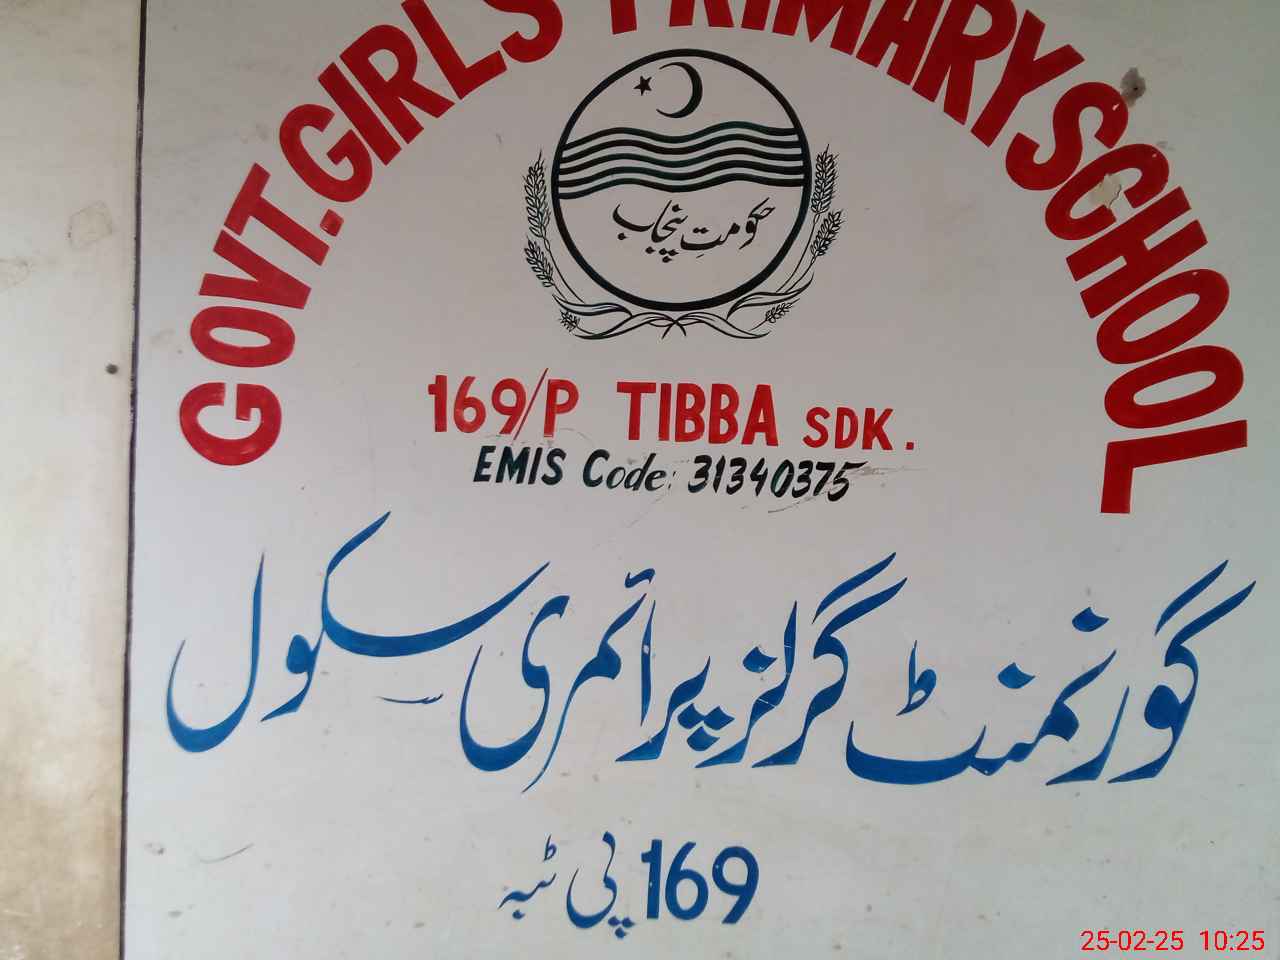 GOVT. GIRLS PRIMARY SCHOOL
حکومتِ پنجاب
169/P TIBBA SDK.
EMIS Code: 31340375
گورنمنٹ گرلز پرائمری سکول
169 پی ٹبہ
25-02-25 10:25